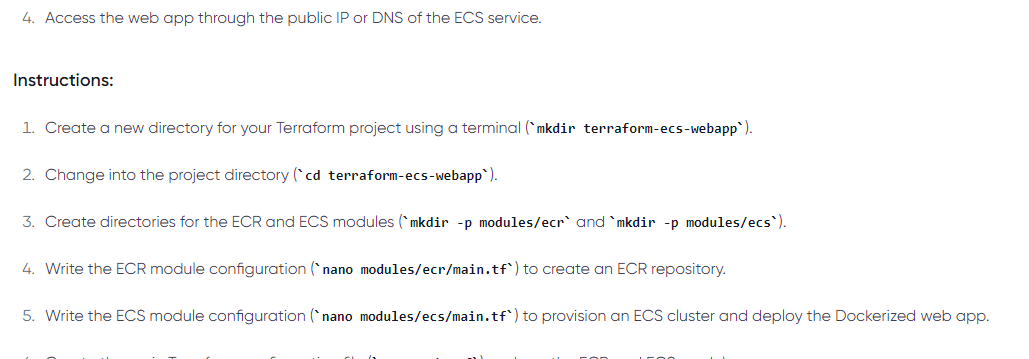 4. Access the web app through the public IP or DNS of the ECS service.
Instructions:
1. Create a new directory for your Terraform project using a terminal (`mkdir terraform-ecs-webapp`).
2. Change into the project directory (`cd terraform-ecs-webapp`).
3. Create directories for the ECR and ECS modules (`mkdir -p modules/ecr` and `mkdir -p modules/ecs`).
4. Write the ECR module configuration (`nano modules/ecr/main.tf`) to create an ECR repository.
5. Write the ECS module configuration (`nano modules/ecs/main.tf`) to provision an ECS cluster and deploy the Dockerized web app.